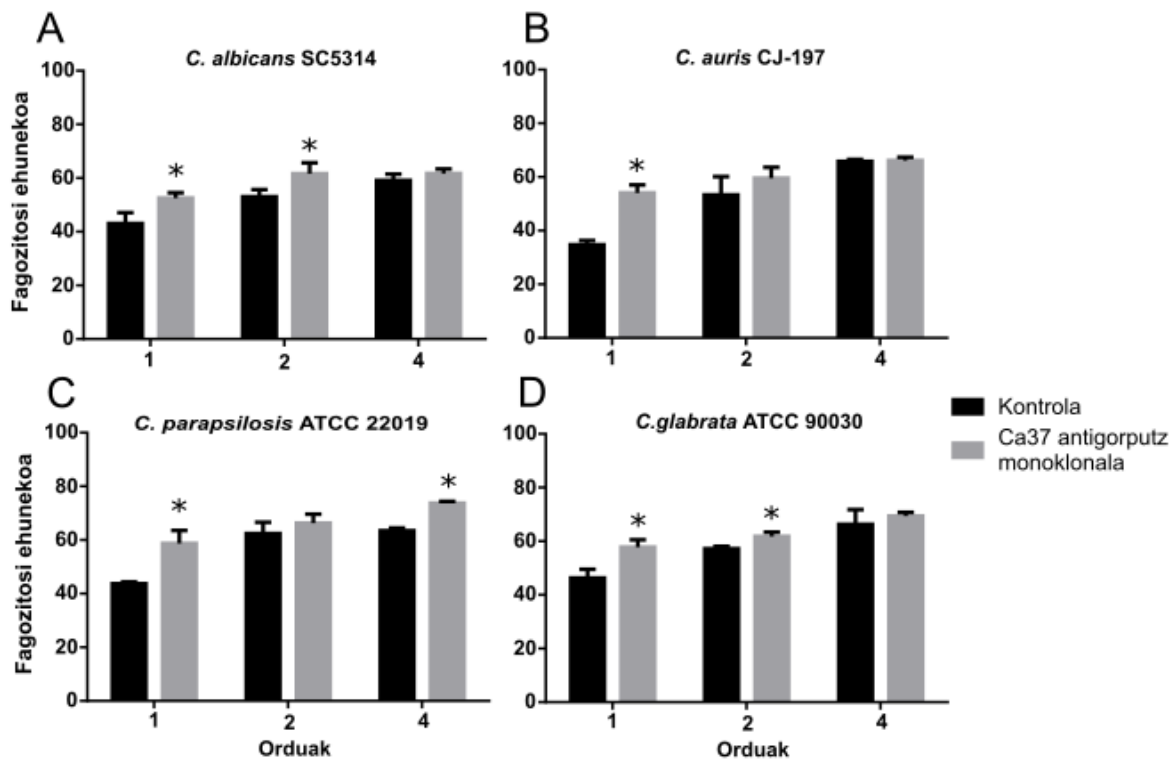 A
C. albicans SC5314
Fagozitosi ehunekoa
100
80
60
40
20
0
*
*
1
2
4
B
C. auris CJ-197
100
80
60
40
20
0
*
1
2
4
C
C. parapsilosis ATCC 22019
Fagozitosi ehunekoa
100
80
60
40
20
0
*
*
1
2
4
Orduak
D
C.glabrata ATCC 90030
100
80
60
40
20
0
*
*
1
2
4
Orduak
Kontrola
Ca37 antigorputz
monoklonala